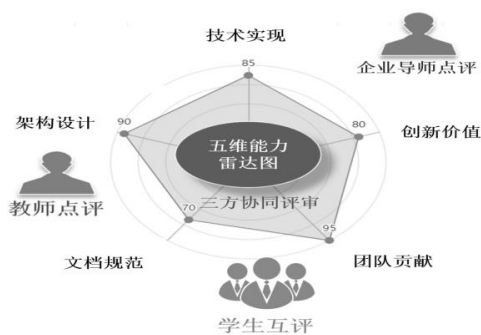 技术实现
企业导师点评
85
架构设计
90
80
创新价值
五维能力
雷达图
教师点评
三方协同评审
70
95
文档规范
团队贡献
学生互评